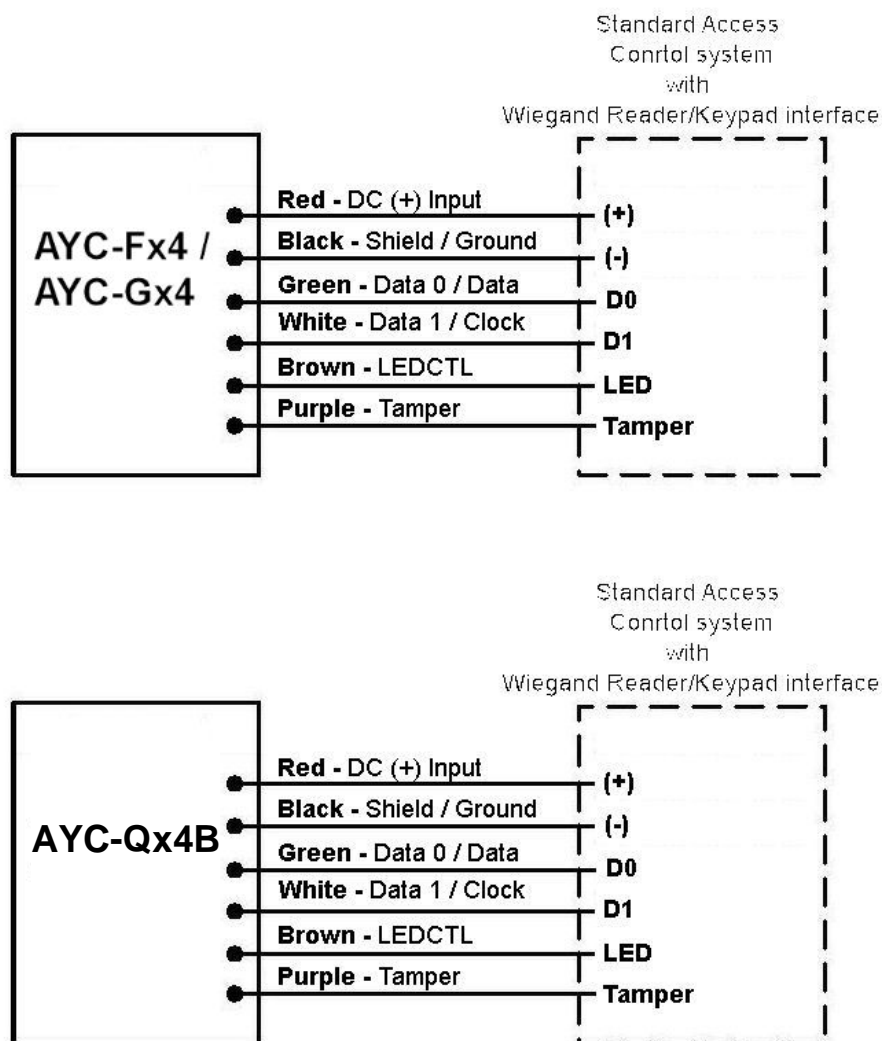 Standard Access
Conrtol system
with
Wiegand Reader/Keypad interface
AYC-Fx4 /
AYC-Gx4
Red - DC (+) Input
(+)
Black - Shield / Ground
(-)
Green - Data 0 / Data
D0
White - Data 1 / Clock
D1
Brown - LEDCTL
LED
Purple - Tamper
Tamper
Standard Access
Conrtol system
with
Wiegand Reader/Keypad interface
AYC-Qx4B
Red - DC (+) Input
(+)
Black - Shield / Ground
(-)
Green - Data 0 / Data
D0
White - Data 1 / Clock
D1
Brown - LEDCTL
LED
Purple - Tamper
Tamper